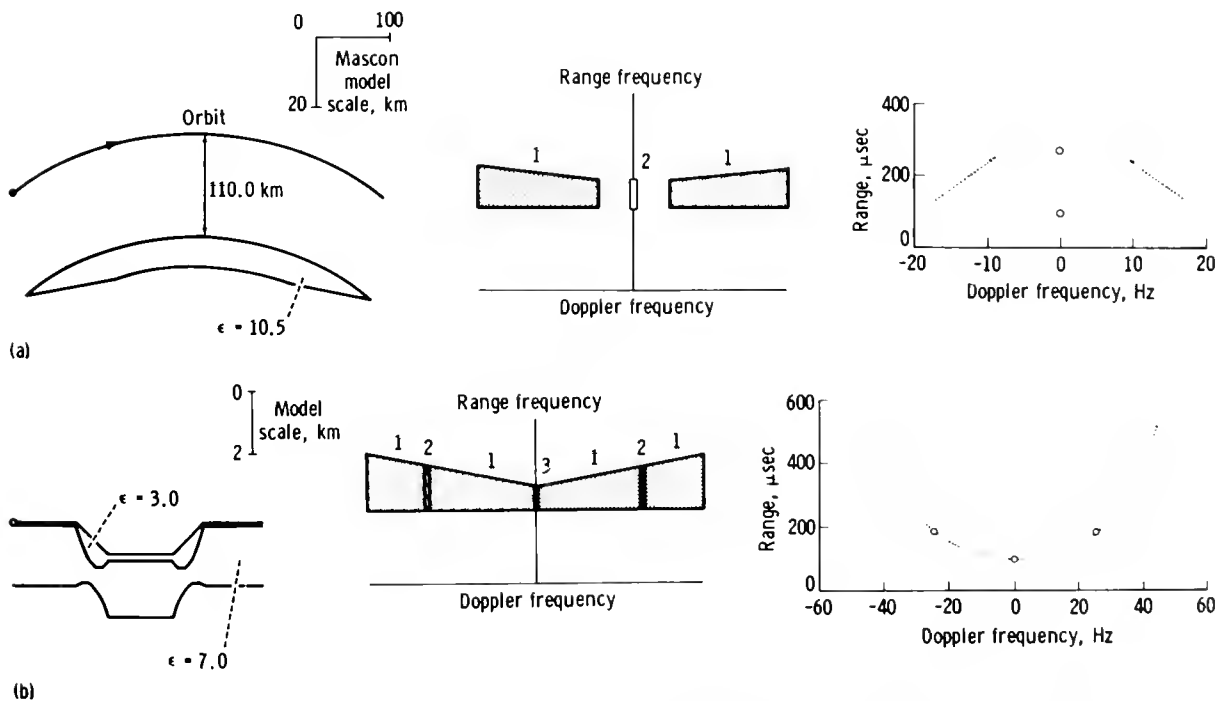 0 100
Mascon
model
20 scale, km
Orbit
110.0 km
ϵ = 10.5
(a)
Range frequency
1 2 1
Doppler frequency
400
200
0
Range, μsec
-20 -10 0 10 20
Doppler frequency, Hz
0
Model
scale, km
2
ϵ = 3.0
ϵ = 7.0
(b)
Range frequency
1 2 1 3 1 2 1
Doppler frequency
600
400
200
0
Range, μsec
-60 -40 -20 0 20 40 60
Doppler frequency, Hz